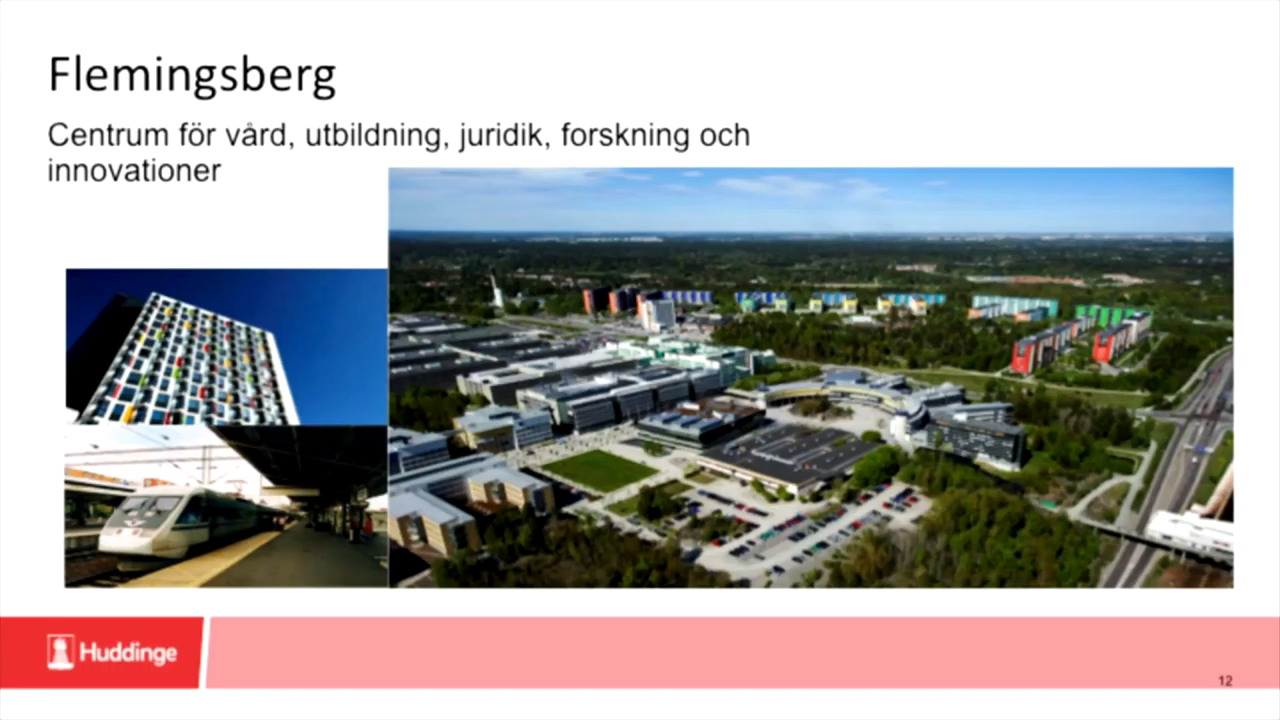 Flemingsberg
Centrum för vård, utbildning, juridik, forskning och
innovationer
Huddinge
12